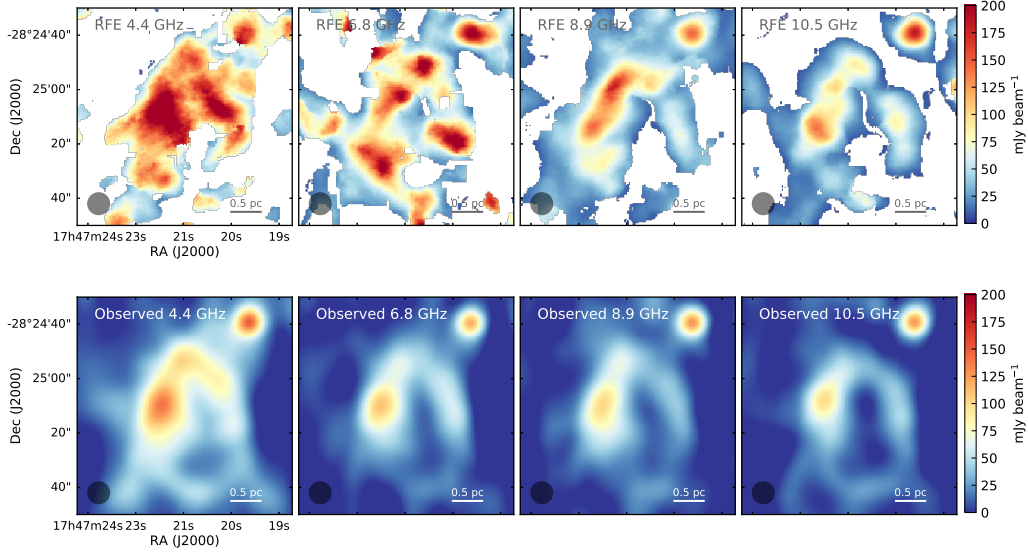 RFE 4.4 GHz
RFE 6.8 GHz
RFE 8.9 GHz
RFE 10.5 GHz
200
175
150
125
100
75
50
25
0
mJy beam⁻¹
-28°24'40"
25'00"
20"
40"
Dec (J2000)
0.5 pc
0.5 pc
0.5 pc
0.5 pc
17h47m24s 23s 21s 20s 19s
RA (J2000)
Observed 4.4 GHz
Observed 6.8 GHz
Observed 8.9 GHz
Observed 10.5 GHz
200
175
150
125
100
75
50
25
0
mJy beam⁻¹
-28°24'40"
25'00"
20"
40"
Dec (J2000)
0.5 pc
0.5 pc
0.5 pc
0.5 pc
17h47m24s 23s 21s 20s 19s
RA (J2000)